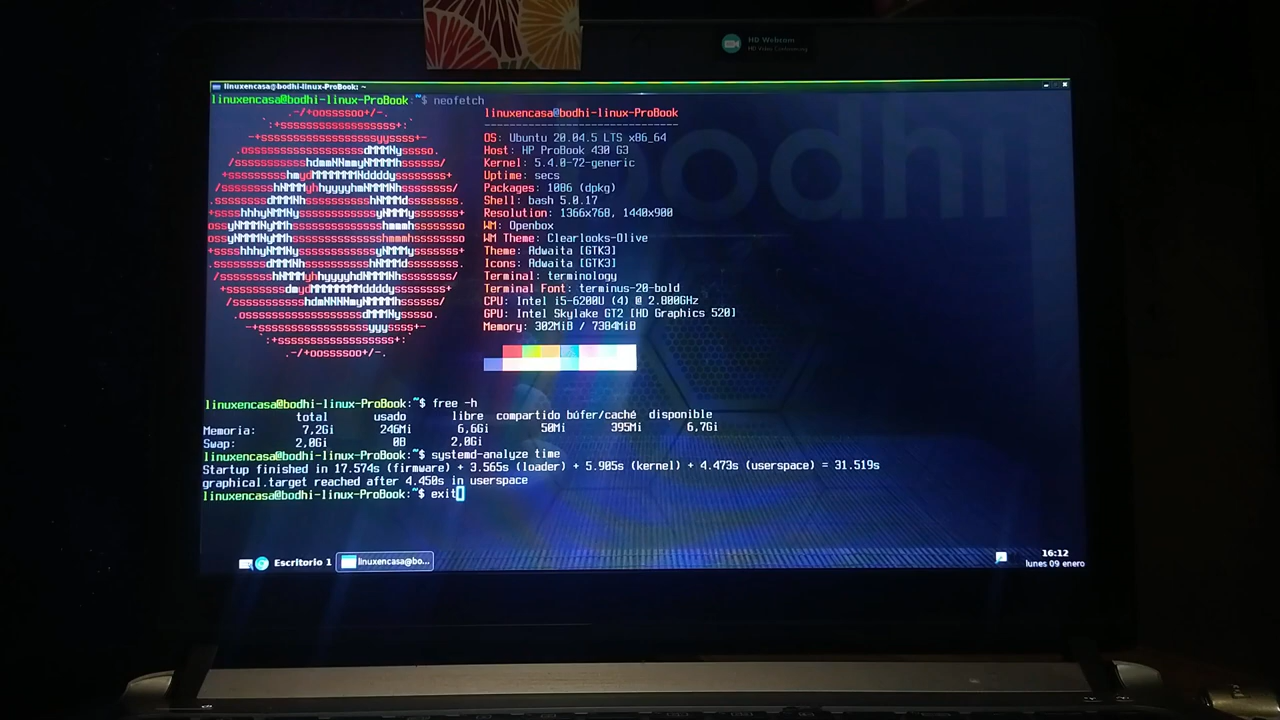 HD Webcam
HD Video Conferencing
linuxencasa@bodhi-linux-ProBook: ~
linuxencasa@bodhi-linux-ProBook:~$ neofetch
linuxencasa@bodhi-linux-ProBook
-------------------------------
OS: Ubuntu 20.04.5 LTS x86_64
Host: HP ProBook 430 G3
Kernel: 5.4.0-72-generic
Uptime: secs
Packages: 1086 (dpkg)
Shell: bash 5.0.17
Resolution: 1366x768, 1440x900
WM: Openbox
WM Theme: Clearlooks-Olive
Theme: Adwaita [GTK3]
Icons: Adwaita [GTK3]
Terminal: terminology
Terminal Font: terminus-20-bold
CPU: Intel i5-6200U (4) @ 2.800GHz
GPU: Intel Skylake GT2 [HD Graphics 520]
Memory: 302MiB / 7384MiB
bodhi
linuxencasa@bodhi-linux-ProBook:~$ free -h
total usado libre compartido búfer/caché disponible
Memoria: 7,2Gi 246Mi 6,6Gi 50Mi 395Mi 6,7Gi
Swap: 2,0Gi 0B 2,0Gi
linuxencasa@bodhi-linux-ProBook:~$ systemd-analyze time
Startup finished in 17.574s (firmware) + 3.565s (loader) + 5.905s (kernel) + 4.473s (userspace) = 31.519s
graphical.target reached after 4.450s in userspace
linuxencasa@bodhi-linux-ProBook:~$ exit
Escritorio 1
linuxencasa@bo...
16:12
lunes 09 enero